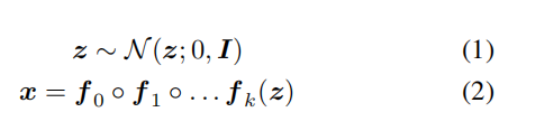 z ∼ 𝒩(z; 0, I) (1)
x = f₀ ∘ f₁ ∘ … fₖ(z) (2)